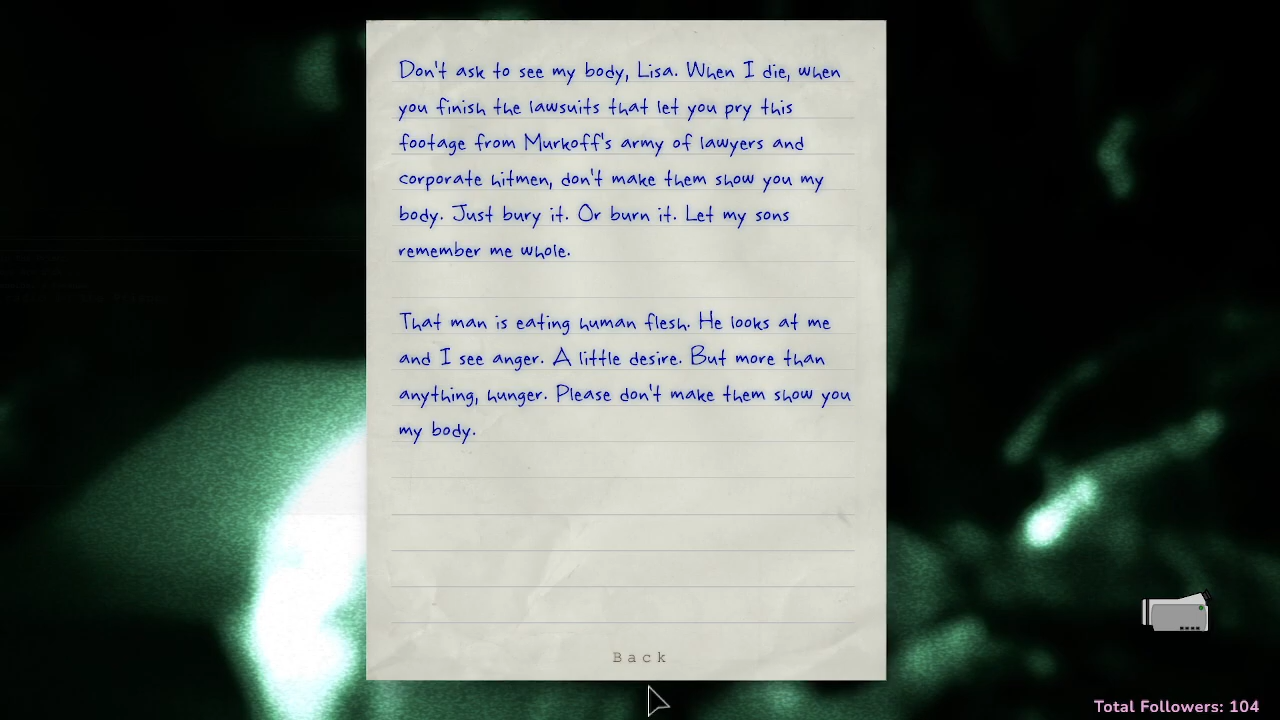 Don't ask to see my body, Lisa. When I die, when
you finish the lawsuits that let you pry this
footage from Murkoff's army of lawyers and
corporate hitmen, don't make them show you my
body. Just bury it. Or burn it. Let my sons
remember me whole.
That man is eating human flesh. He looks at me
and I see anger. A little desire. But more than
anything, hunger. Please don't make them show you
my body.
Back
Total Followers: 104